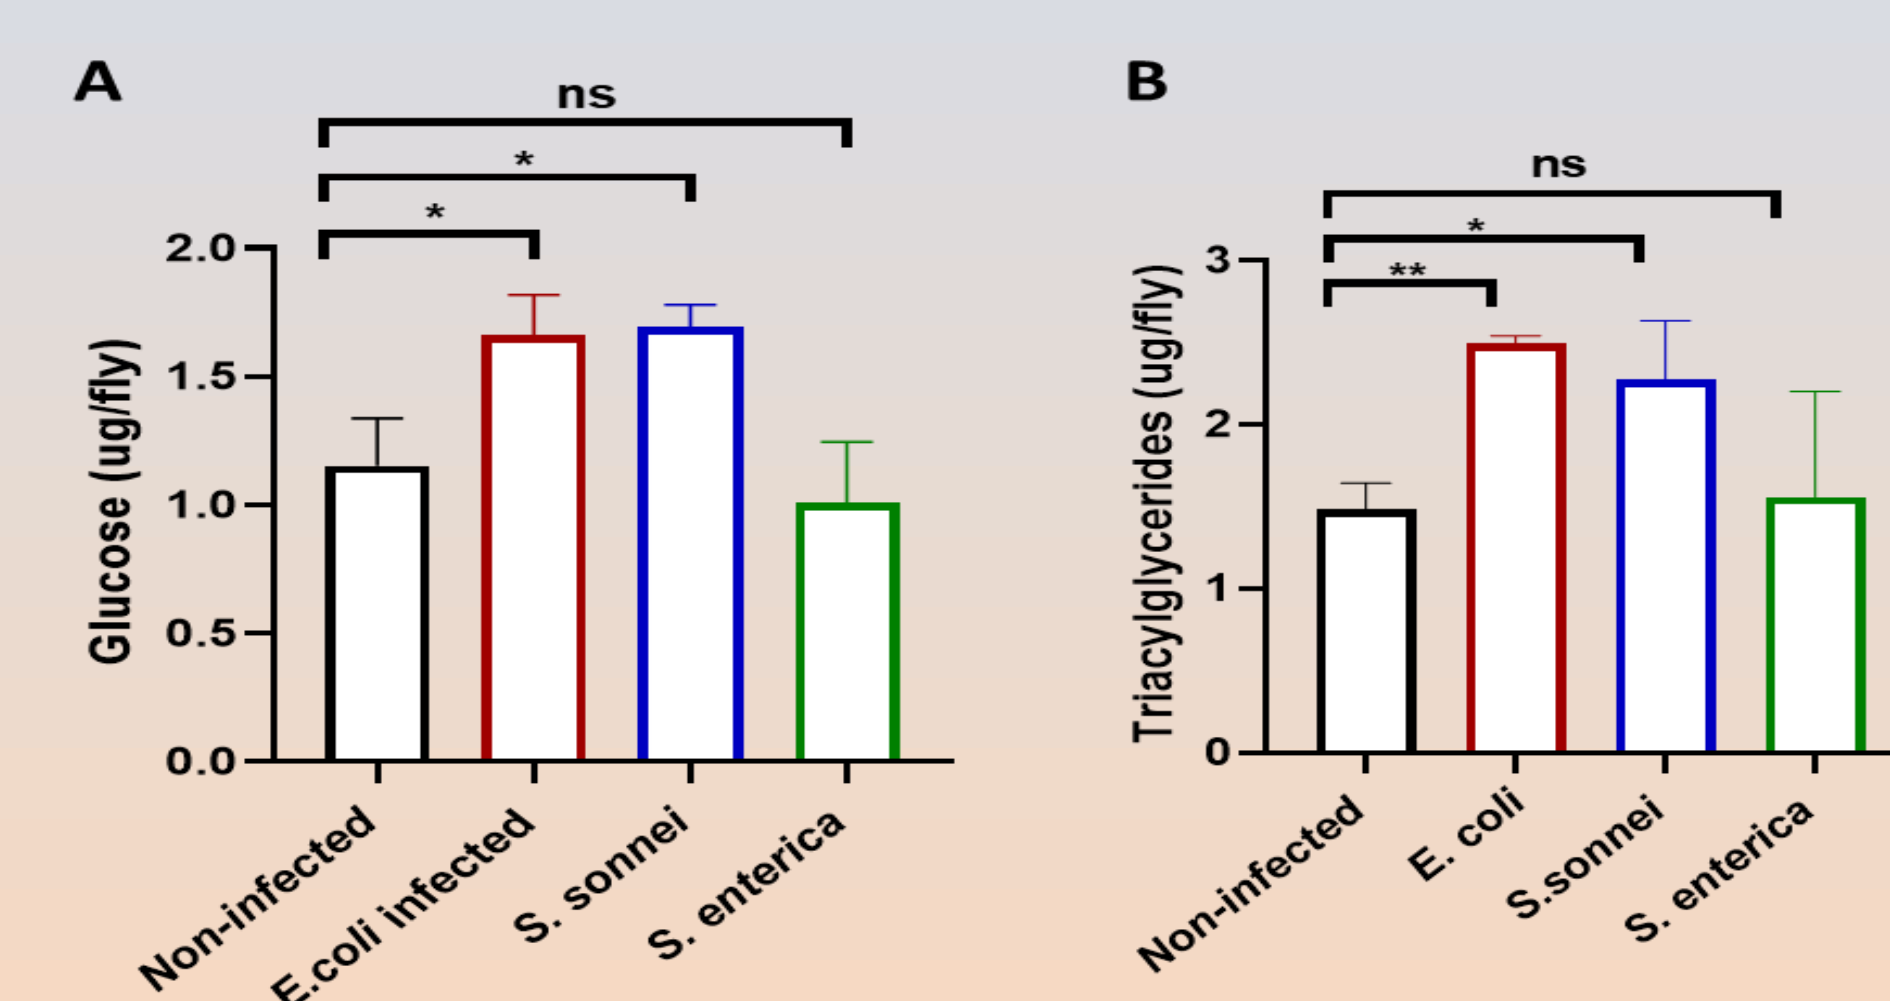 A
ns
*
*
2.0
1.5
1.0
0.5
0.0
Glucose (ug/fly)
Non-infected
E.coli infected
S. sonnei
S. enterica
B
ns
*
**
3
2
1
0
Triacylglycerides (ug/fly)
Non-infected
E. coli
S.sonnei
S. enterica